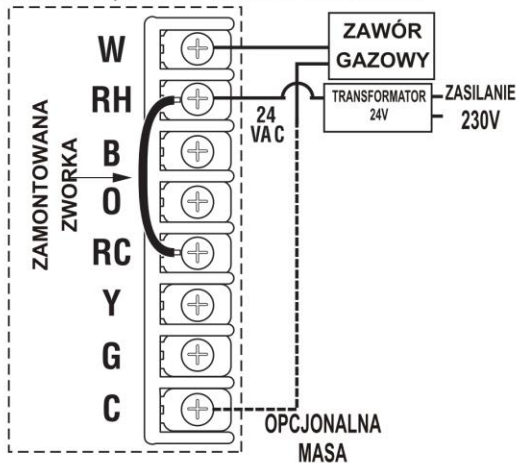 W
RH
B
O
RC
Y
G
C
ZAMONTOWANA
ZWORKA
ZAWÓR
GAZOWY
TRANSFORMATOR
24V
ZASILANIE
230V
24
VAC
OPCJONALNA
MASA